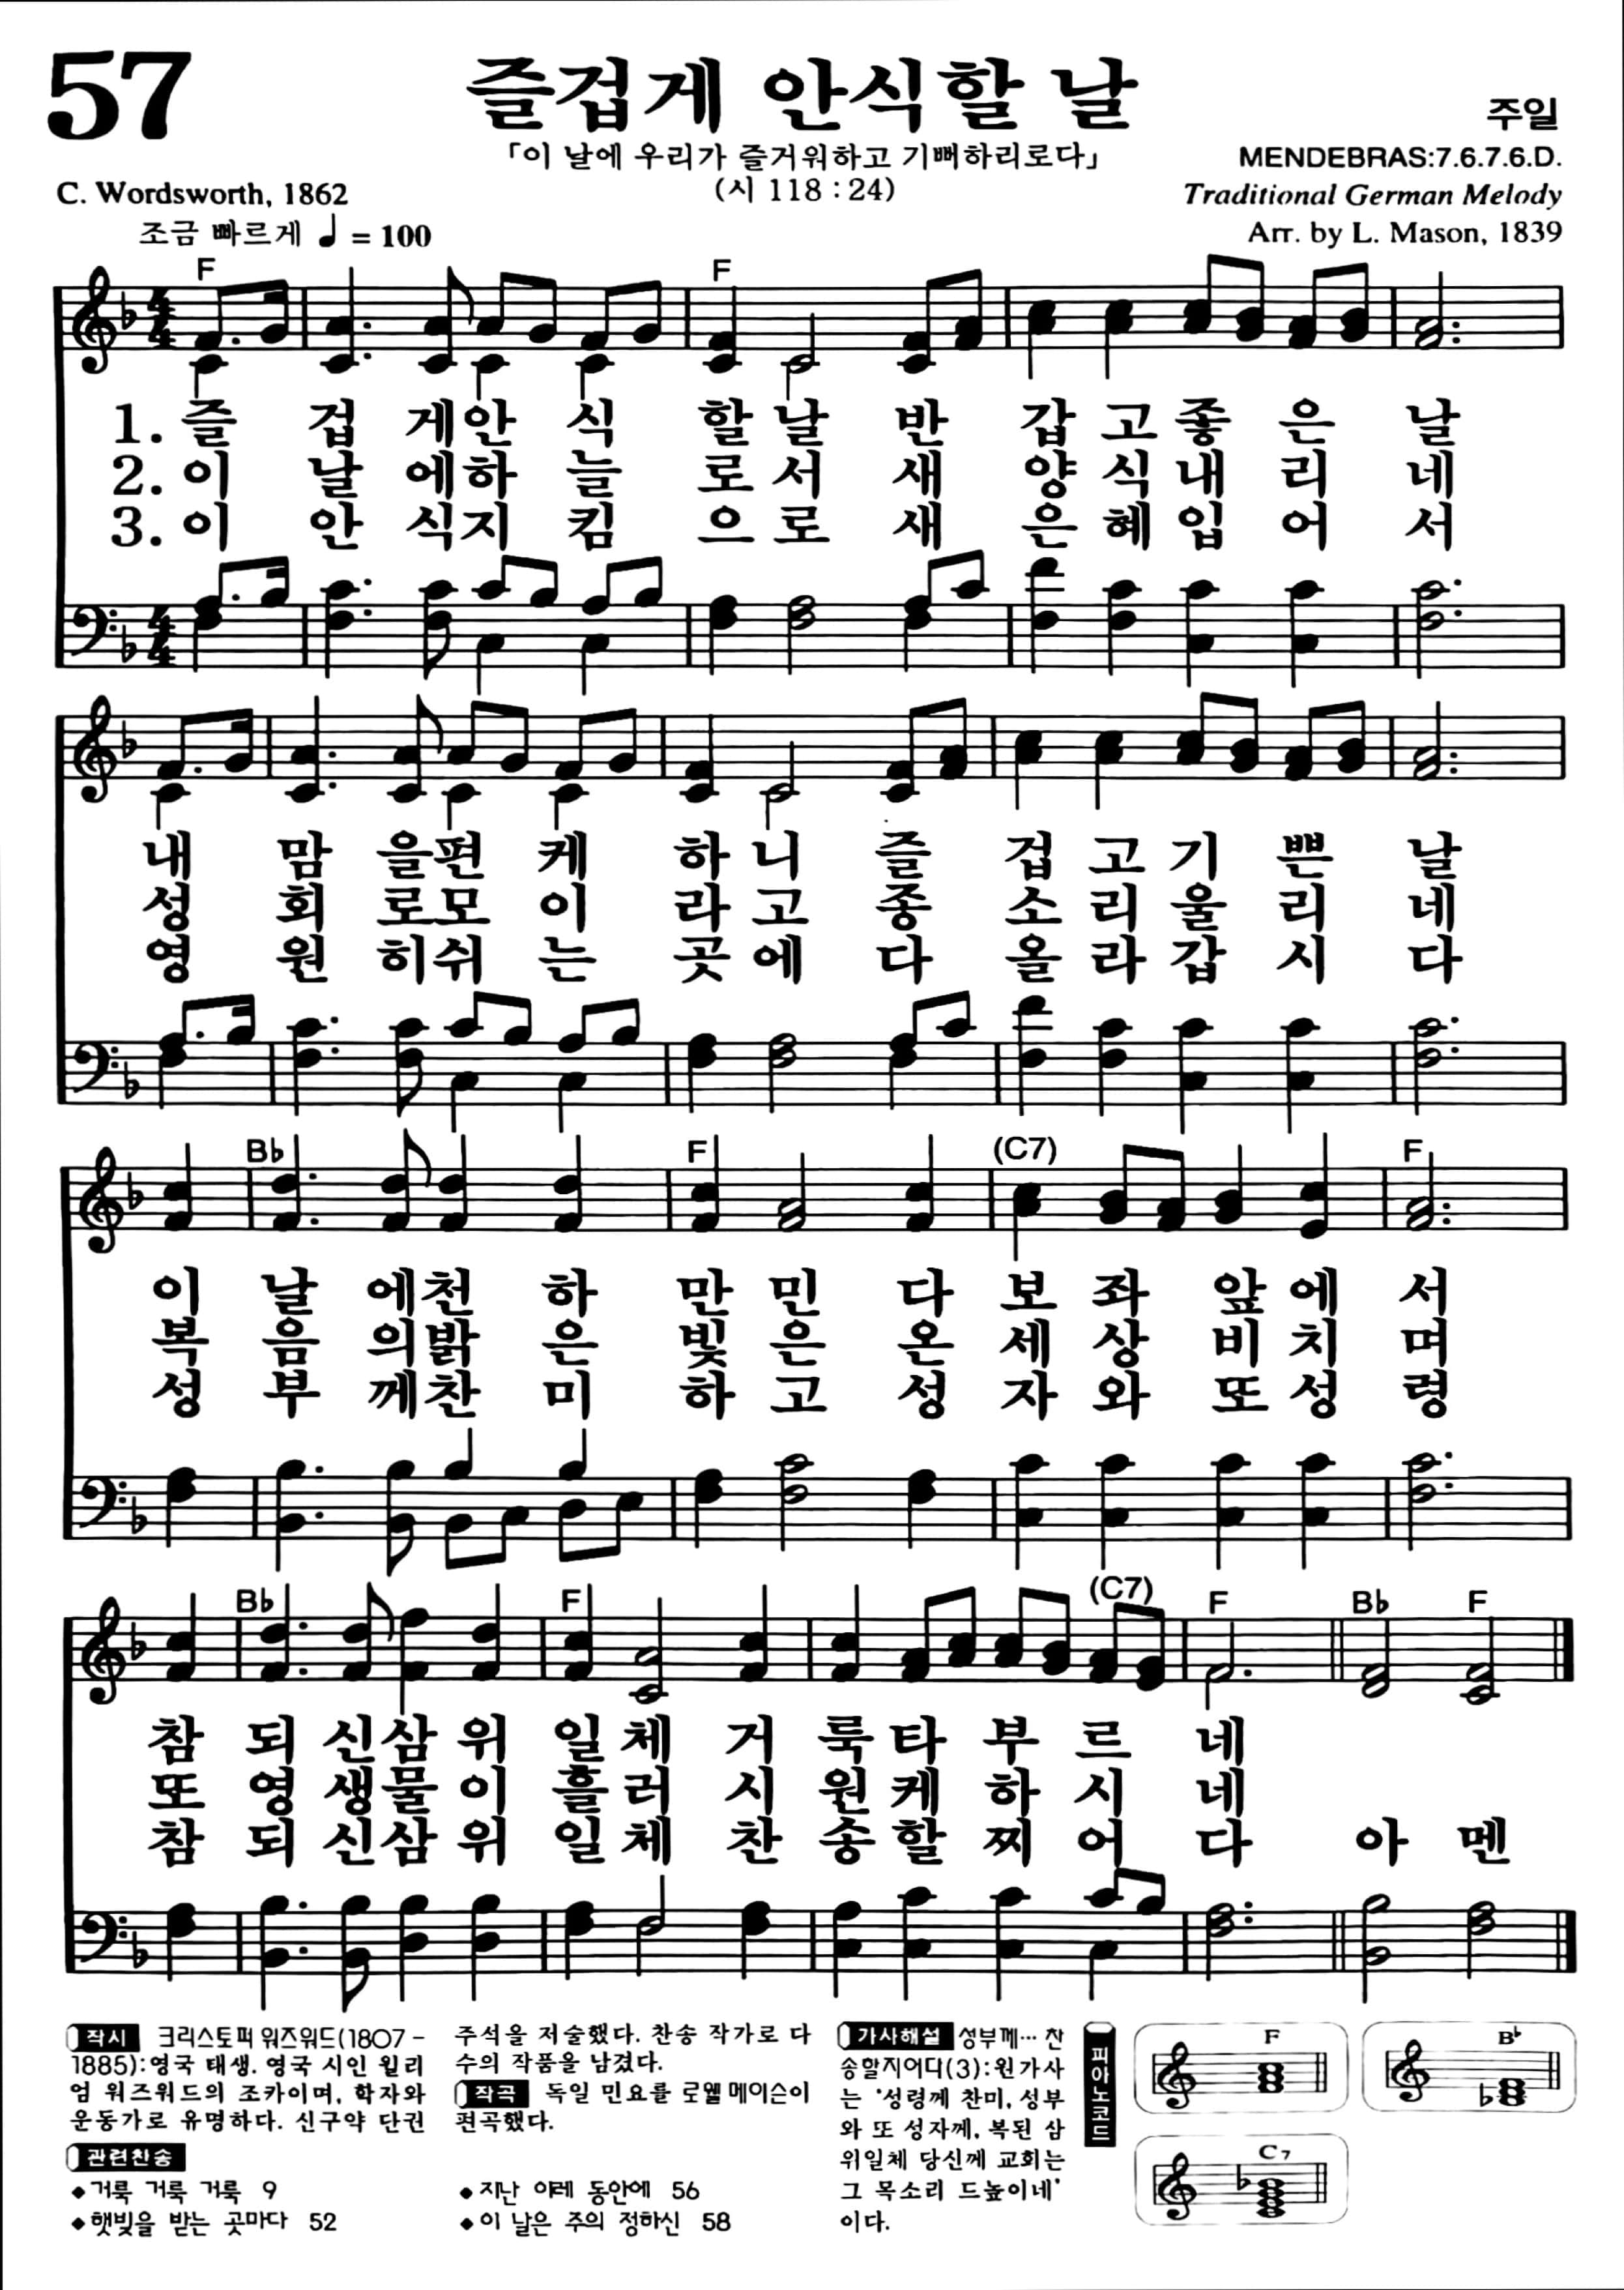 57
즐겁게 안식할 날
주일
「이 날에 우리가 즐거워하고 기뻐하리로다」
(시 118 : 24)
MENDEBRAS:7.6.7.6.D.
C. Wordsworth, 1862
Traditional German Melody
조금 빠르게 ♩ = 100
Arr. by L. Mason, 1839
F F
1. 즐 겁 게안 식 할 날 반 갑 고 좋 은 날
2. 이 날 에하 늘 로 서 새 양 식 내 리 네
3. 이 안 식지 킴 으 로 새 은 혜 입 어 서
내 맘 을편 케 하 니 즐 겁 고 기 쁜 날
성 회 로모 이 라 고 종 소 리 울 리 네
영 원 히쉬 는 곳 에 다 올 라 갑 시 다
B♭ F (C7) F
이 날 에천 하 만 민 다 보 좌 앞 에 서
복 음 의밝 은 빛 은 온 세 상 비 치 며
성 부 께찬 미 하 고 성 자 와 또 성 령
B♭ F (C7) F B♭ F
참 되 신삼 위 일 체 거 룩 타 부 르 네
또 영 생물 이 흘 러 시 원 케 하 시 네
참 되 신삼 위 일 체 찬 송 할 찌 어 다 아 멘
작시 크리스토퍼 워즈워드(1807-
1885):영국 태생. 영국 시인 윌리
엄 워즈워드의 조카이며, 학자와
운동가로 유명하다. 신구약 단권
주석을 저술했다. 찬송 작가로 다
수의 작품을 남겼다.
작곡 독일 민요를 로웰 메이슨이
편곡했다.
관련찬송
◆거룩 거룩 거룩 9
◆햇빛을 받는 곳마다 52
◆지난 이레 동안에 56
◆이 날은 주의 정하신 58
가사해설 성부께… 찬
송할지어다(3):원가사
는 '성령께 찬미, 성부
와 또 성자께, 복된 삼
위일체 당신께 교회는
그 목소리 드높이네'
이다.
피아노코드
F
B♭
C7